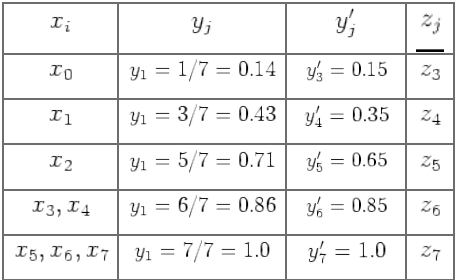 x_i y_j y'_j z_j
x_0 y_1 = 1/7 = 0.14 y'_3 = 0.15 z_3
x_1 y_1 = 3/7 = 0.43 y'_4 = 0.35 z_4
x_2 y_1 = 5/7 = 0.71 y'_5 = 0.65 z_5
x_3, x_4 y_1 = 6/7 = 0.86 y'_6 = 0.85 z_6
x_5, x_6, x_7 y_1 = 7/7 = 1.0 y'_7 = 1.0 z_7